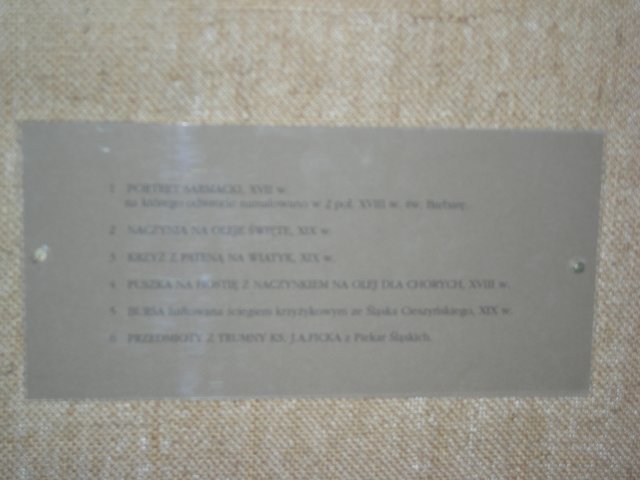 1 PORTRET SARMACKI, XVII w.
na którego odwrocie namalowano w 2 poł. XVIII w. św. Barbarę.
2 NACZYNIA NA OLEJE ŚWIĘTE, XIX w.
3 KRZYŻ Z PATENĄ NA WIATYK, XIX w.
4 PUSZKA NA HOSTIE Z NACZYNKIEM NA OLEJ DLA CHORYCH, XVIII w.
5 BURSA haftowana ściegiem krzyżykowym ze Śląska Cieszyńskiego, XIX w.
6 PRZEDMIOTY Z TRUMNY KS. J.A.FICKA z Piekar Śląskich.